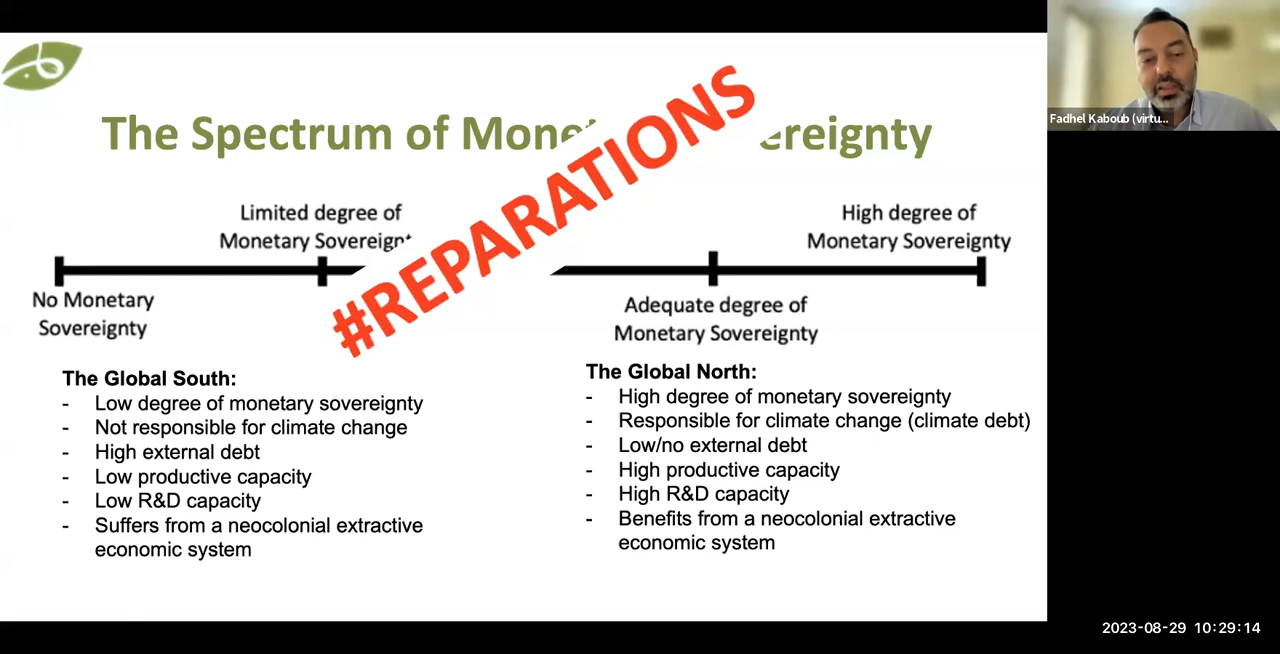 The Spectrum of Mone ereignty
#REPARATIONS
Limited degree of
Monetary Sovereignt
High degree of
Monetary Sovereignty
No Monetary
Sovereignty
Adequate degree of
Monetary Sovereignty
The Global South:
- Low degree of monetary sovereignty
- Not responsible for climate change
- High external debt
- Low productive capacity
- Low R&D capacity
- Suffers from a neocolonial extractive
economic system
The Global North:
- High degree of monetary sovereignty
- Responsible for climate change (climate debt)
- Low/no external debt
- High productive capacity
- High R&D capacity
- Benefits from a neocolonial extractive
economic system
Fadhel Kaboub (virtu...
2023-08-29 10:29:14